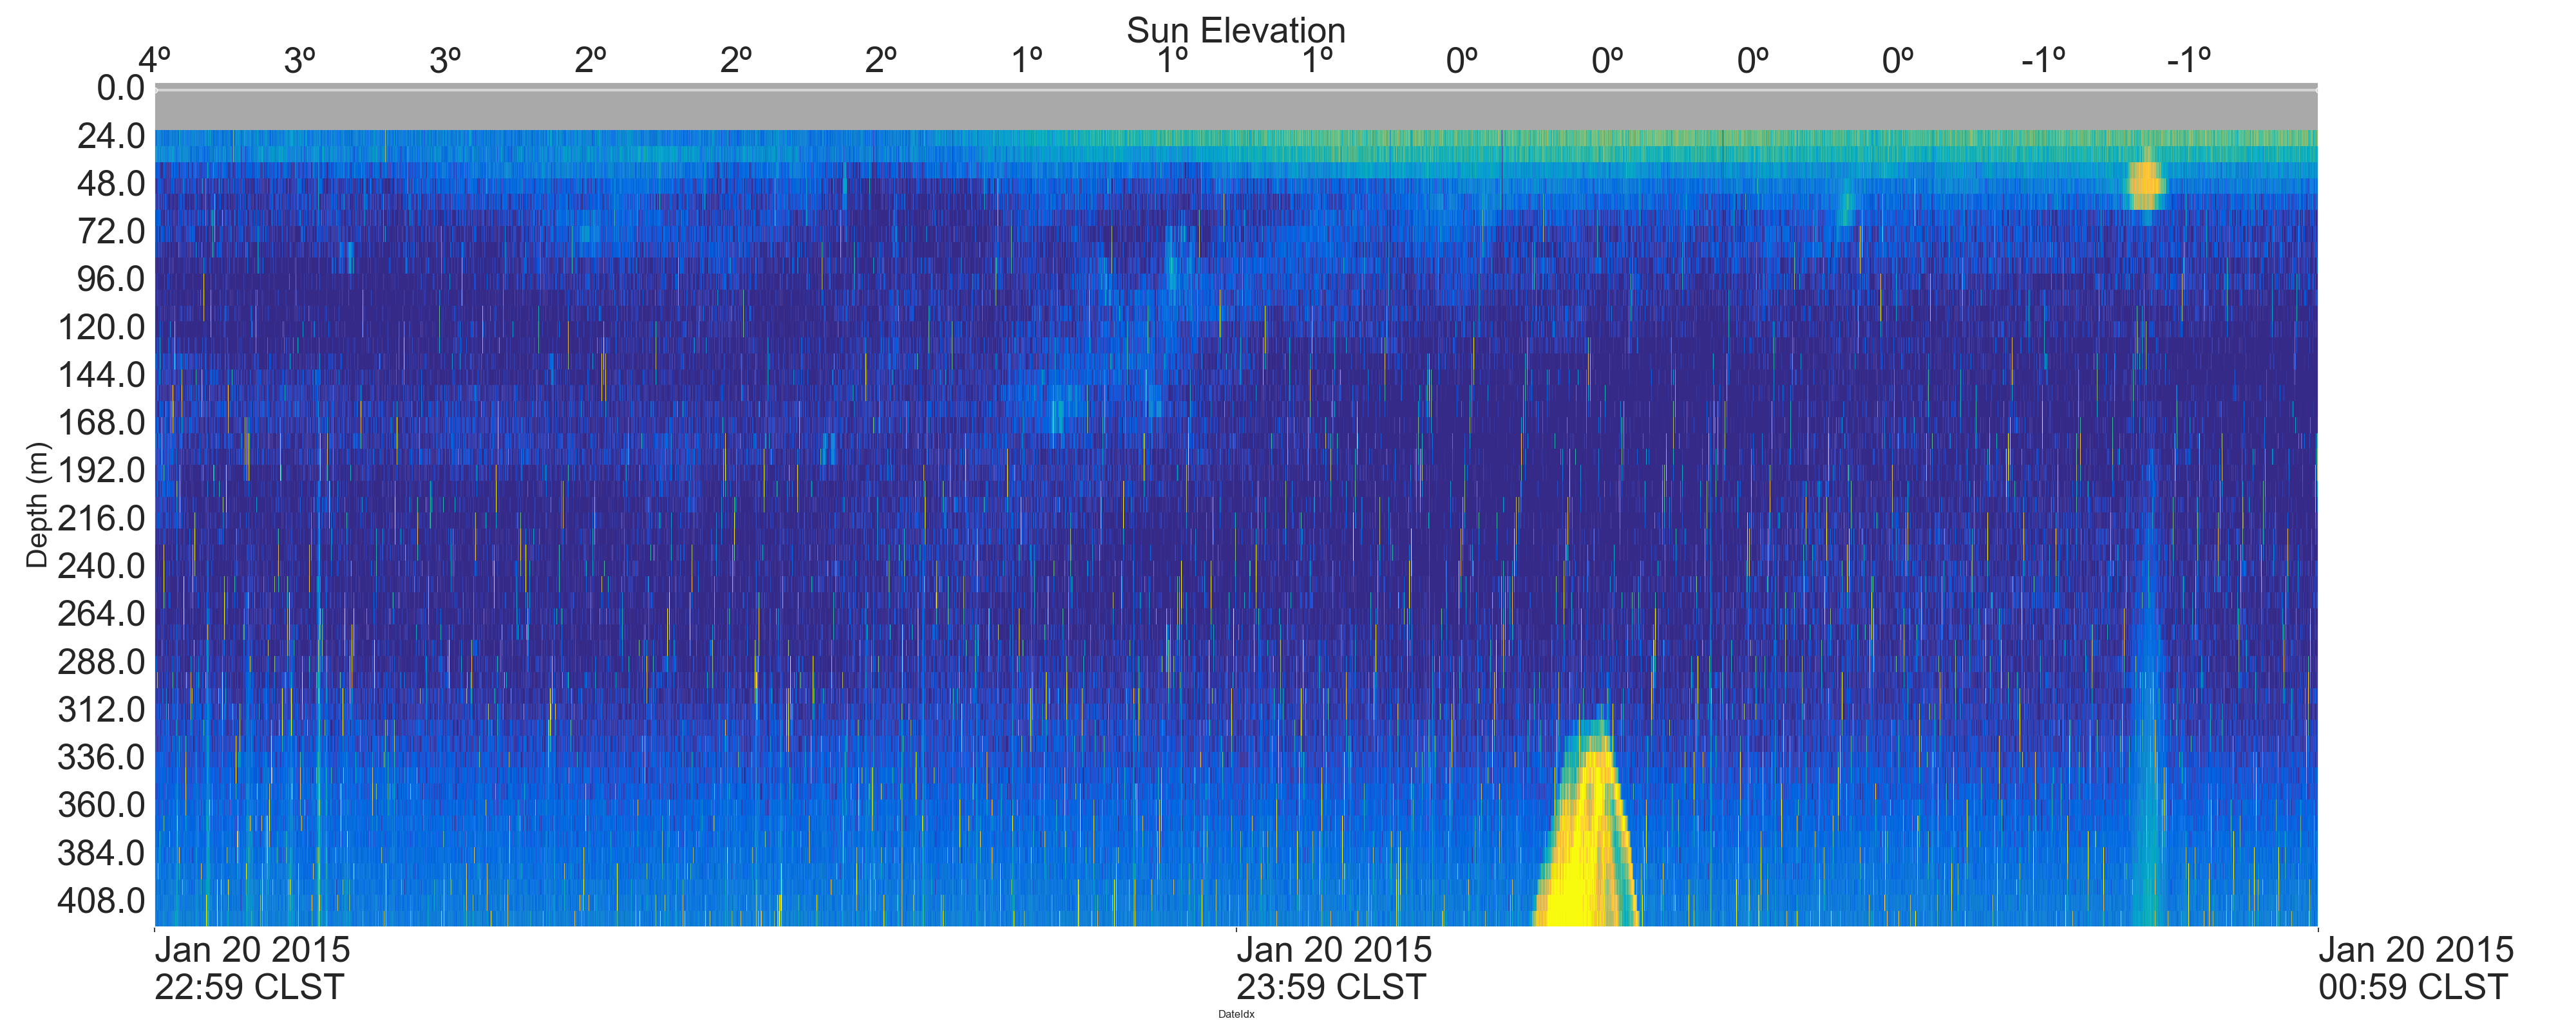 Sun Elevation
4º 3º 3º 2º 2º 2º 1º 1º 1º 0º 0º 0º 0º -1º -1º
0.0
24.0
48.0
72.0
96.0
120.0
144.0
168.0
192.0
216.0
240.0
264.0
288.0
312.0
336.0
360.0
384.0
408.0
Depth (m)
Jan 20 2015
22:59 CLST
Jan 20 2015
23:59 CLST
Jan 20 2015
00:59 CLST
DateIdx